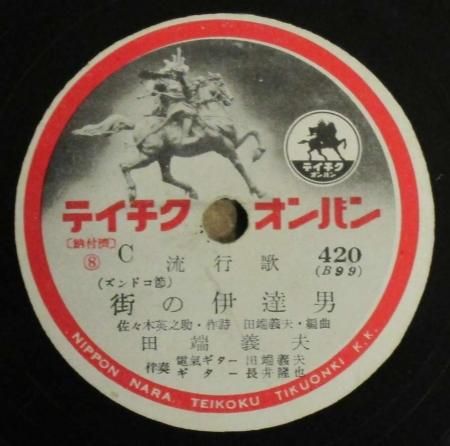 テイチク オンバン
テイチク
オンバン
〔納付濟〕
⑧ C 流行歌 420
(B99)
(ズンドコ節)
街の伊達男
佐々木英之助・作詩 田端義夫・編曲
田端義夫
伴奏 電氣ギター 田端義夫
ギター 長井隆也
NIPPON NARA. TEIKOKU TIKUONKI K.K.